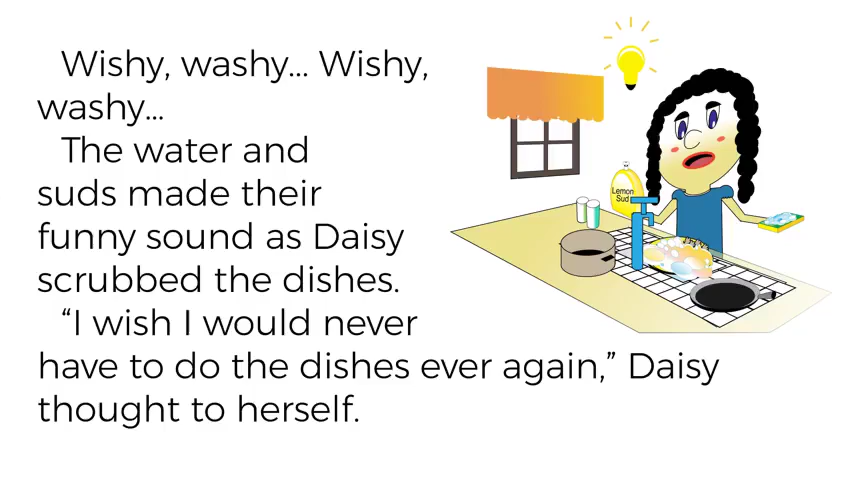 Wishy, washy... Wishy,
washy...
The water and
suds made their
funny sound as Daisy
scrubbed the dishes.
“I wish I would never
have to do the dishes ever again,” Daisy
thought to herself.
Lemon
Sud